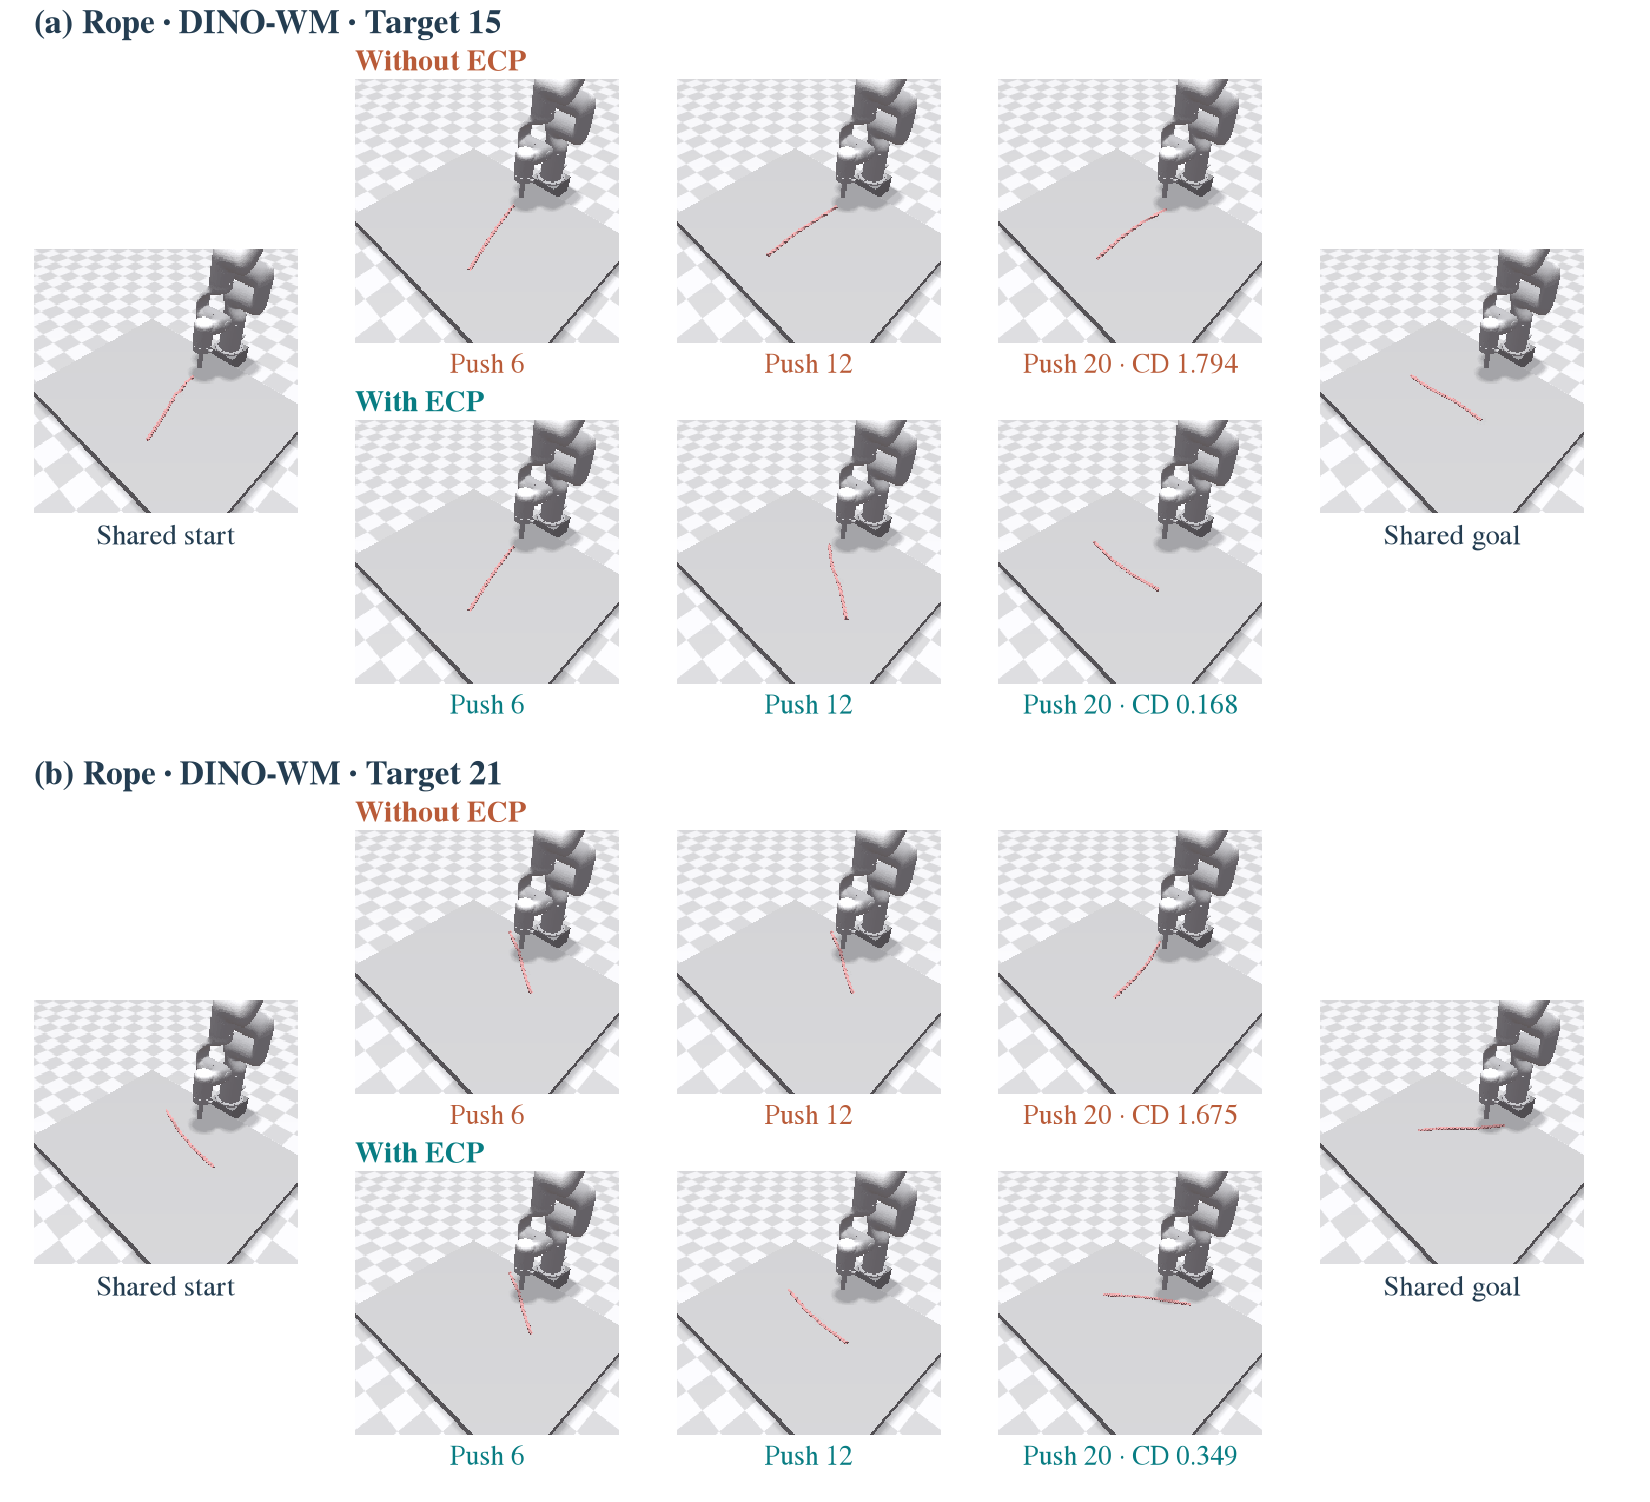 (a) Rope · DINO-WM · Target 15
Without ECP
Push 6
Push 12
Push 20 · CD 1.794
Shared start
Shared goal
With ECP
Push 6
Push 12
Push 20 · CD 0.168
(b) Rope · DINO-WM · Target 21
Without ECP
Push 6
Push 12
Push 20 · CD 1.675
Shared start
Shared goal
With ECP
Push 6
Push 12
Push 20 · CD 0.349